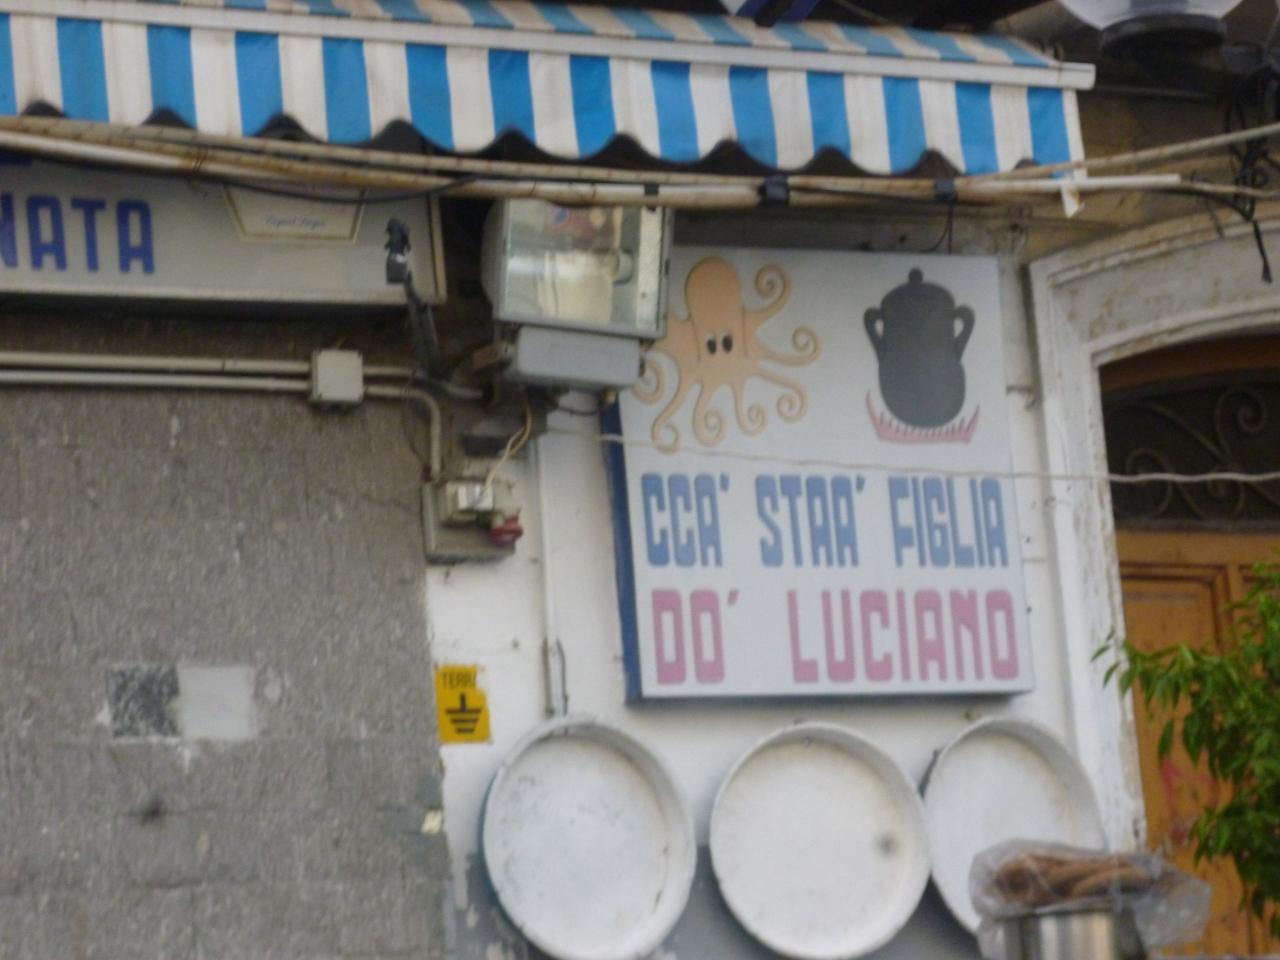 NATA
CCA' STAA' FIGLIA
DO' LUCIANO
TERRA